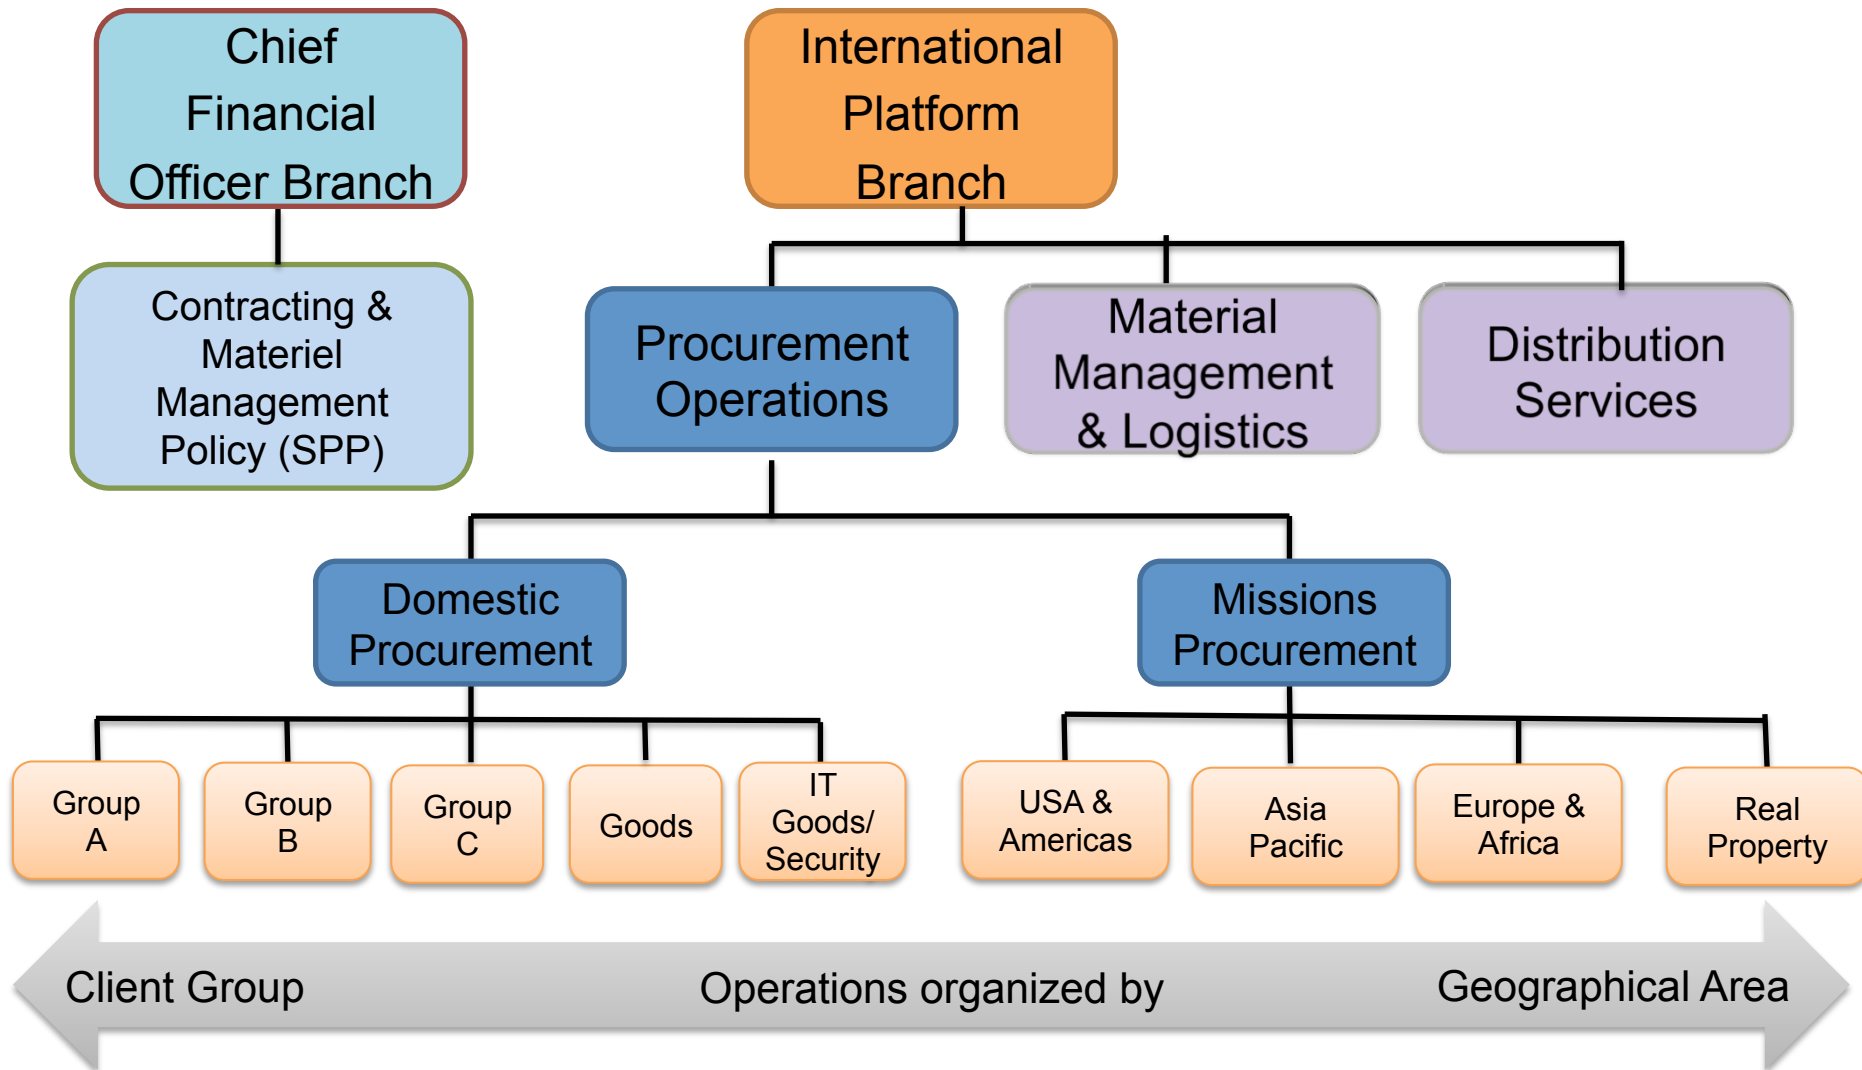 Chief
Financial
Officer Branch
International
Platform
Branch
Contracting &
Materiel
Management
Policy (SPP)
Procurement
Operations
Material
Management
& Logistics
Distribution
Services
Domestic
Procurement
Missions
Procurement
Group
A
Group
B
Group
C
Goods
IT
Goods/
Security
USA &
Americas
Asia
Pacific
Europe &
Africa
Real
Property
Client Group
Operations organized by
Geographical Area